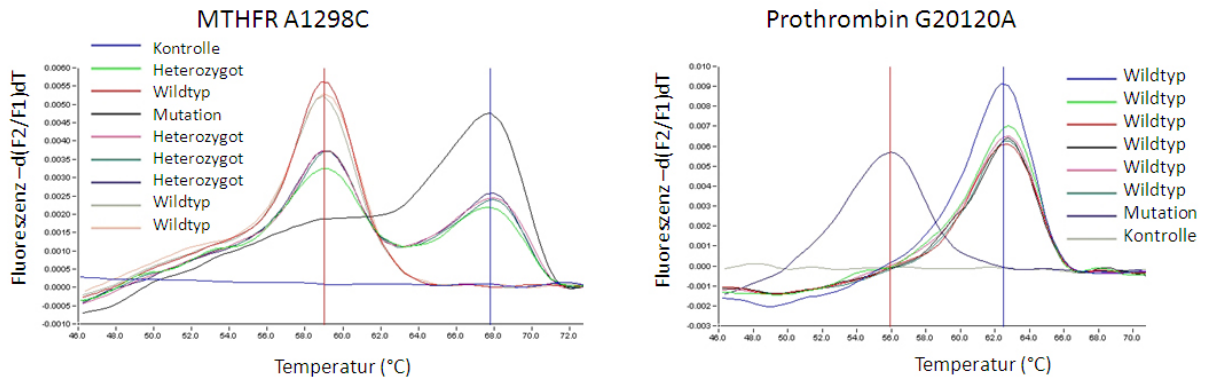 MTHFR A1298C
Kontrolle
Heterozygot
Wildtyp
Mutation
Heterozygot
Heterozygot
Heterozygot
Wildtyp
Wildtyp
Fluoreszenz –d(F2/F1)dT
0.0060
0.0055
0.0050
0.0045
0.0040
0.0035
0.0030
0.0025
0.0020
0.0015
0.0010
0.0005
0.0000
-0.0005
-0.0010
46.0 48.0 50.0 52.0 54.0 56.0 58.0 60.0 62.0 64.0 66.0 68.0 70.0 72.0
Temperatur (°C)
Prothrombin G20120A
Wildtyp
Wildtyp
Wildtyp
Wildtyp
Wildtyp
Wildtyp
Mutation
Kontrolle
Fluoreszenz –d(F2/F1)dT
0.010
0.009
0.008
0.007
0.006
0.005
0.004
0.003
0.002
0.001
-0.000
-0.001
-0.002
-0.003
46.0 48.0 50.0 52.0 54.0 56.0 58.0 60.0 62.0 64.0 66.0 68.0 70.0
Temperatur (°C)